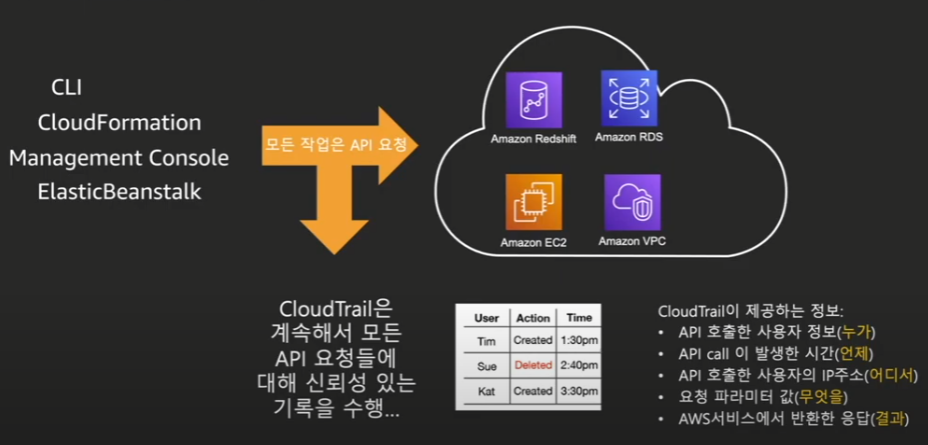 CLI
CloudFormation
Management Console
ElasticBeanstalk
모든 작업은 API 요청
Amazon Redshift
Amazon RDS
Amazon EC2
Amazon VPC
CloudTrail은
계속해서 모든
API 요청들에
대해 신뢰성 있는
기록을 수행...
User Action Time
Tim Created 1:30pm
Sue Deleted 2:40pm
Kat Created 3:30pm
CloudTrail이 제공하는 정보:
• API 호출한 사용자 정보(누가)
• API call 이 발생한 시간(언제)
• API 호출한 사용자의 IP주소(어디서)
• 요청 파라미터 값(무엇을)
• AWS서비스에서 반환한 응답(결과)